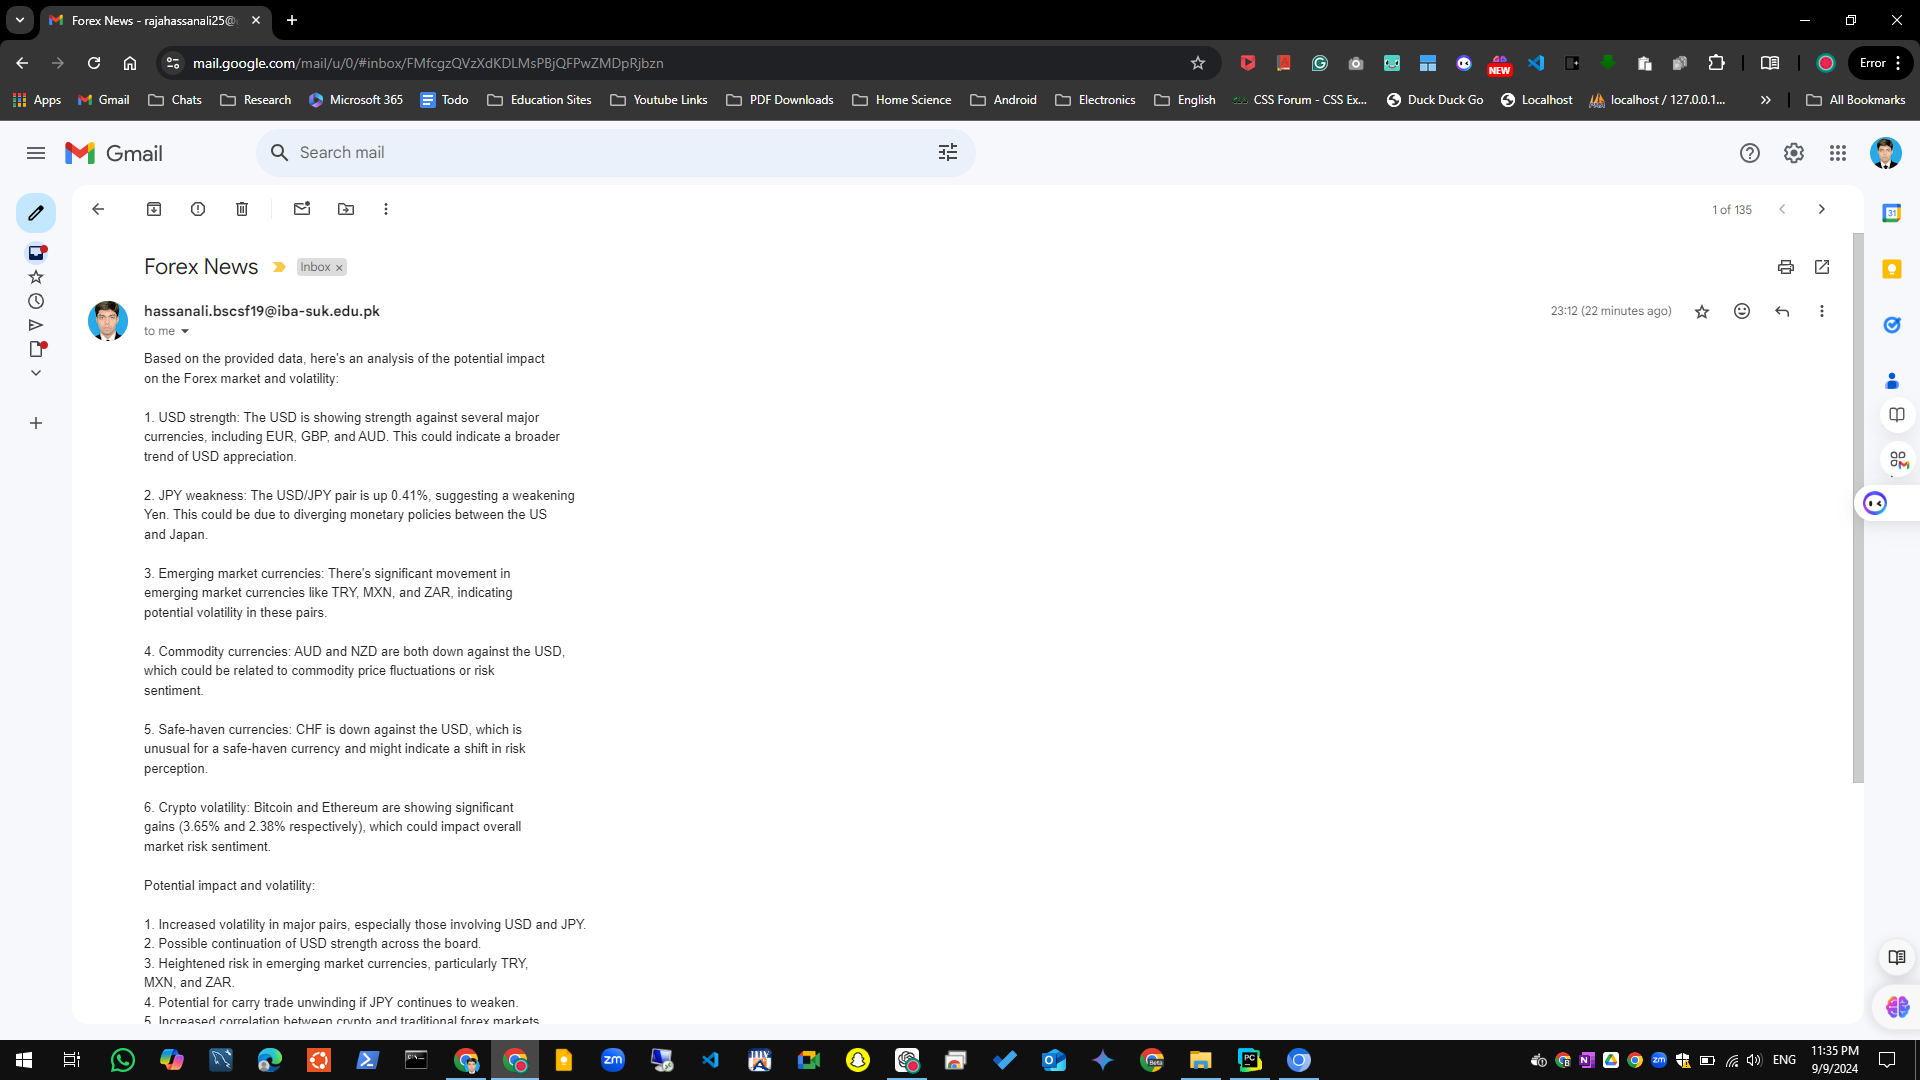 Forex News - rajahassanali25@
mail.google.com/mail/u/0/#inbox/FMfcgzQVzXdKDLMsPBjQFPwZMDpRjbzn
NEW
Error
Apps
Gmail
Chats
Research
Microsoft 365
Todo
Education Sites
Youtube Links
PDF Downloads
Home Science
Android
Electronics
English
CSS Forum - CSS Ex...
Duck Duck Go
Localhost
localhost / 127.0.0.1...
All Bookmarks
Gmail
Search mail
1 of 135
31
Forex News
Inbox ×
hassanali.bscsf19@iba-suk.edu.pk
23:12 (22 minutes ago)
to me
Based on the provided data, here's an analysis of the potential impact
on the Forex market and volatility:
1. USD strength: The USD is showing strength against several major
currencies, including EUR, GBP, and AUD. This could indicate a broader
trend of USD appreciation.
2. JPY weakness: The USD/JPY pair is up 0.41%, suggesting a weakening
Yen. This could be due to diverging monetary policies between the US
and Japan.
3. Emerging market currencies: There's significant movement in
emerging market currencies like TRY, MXN, and ZAR, indicating
potential volatility in these pairs.
4. Commodity currencies: AUD and NZD are both down against the USD,
which could be related to commodity price fluctuations or risk
sentiment.
5. Safe-haven currencies: CHF is down against the USD, which is
unusual for a safe-haven currency and might indicate a shift in risk
perception.
6. Crypto volatility: Bitcoin and Ethereum are showing significant
gains (3.65% and 2.38% respectively), which could impact overall
market risk sentiment.
Potential impact and volatility:
1. Increased volatility in major pairs, especially those involving USD and JPY.
2. Possible continuation of USD strength across the board.
3. Heightened risk in emerging market currencies, particularly TRY,
MXN, and ZAR.
4. Potential for carry trade unwinding if JPY continues to weaken.
5. Increased correlation between crypto and traditional forex markets
zm
PC
zm
ENG
11:35 PM
9/9/2024